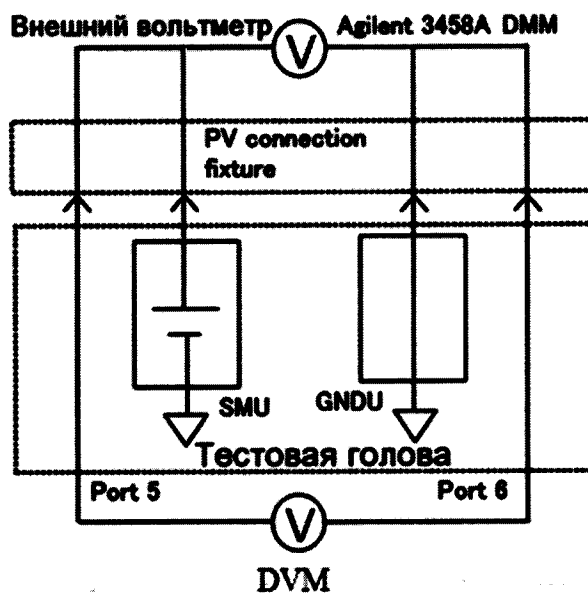 Внешний вольтметр V Agilent 3458A DMM
PV connection
fixture
SMU
GNDU
Тестовая голова
Port 5
Port 6
V
DVM